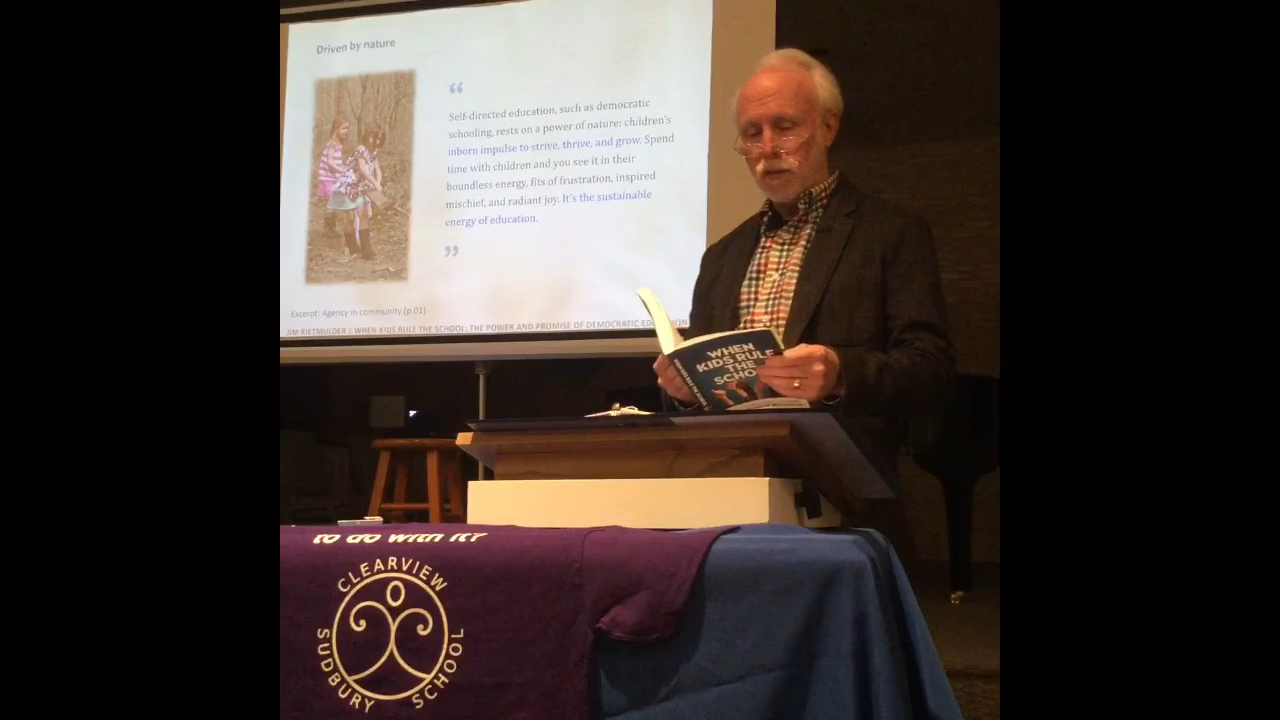 Driven by nature
“
Self-directed education, such as democratic
schooling, rests on a power of nature: children's
inborn impulse to strive, thrive, and grow. Spend
time with children and you see it in their
boundless energy, fits of frustration, inspired
mischief, and radiant joy. It's the sustainable
energy of education.
”
Excerpt: Agency in community (p 01)
JIM RIETMULDER | WHEN KIDS RULE THE SCHOOL: THE POWER AND PROMISE OF DEMOCRATIC EDUCATION
WHEN
KIDS RULE
THE
SCHO
to do with it?
CLEARVIEW
SUDBURY SCHOOL